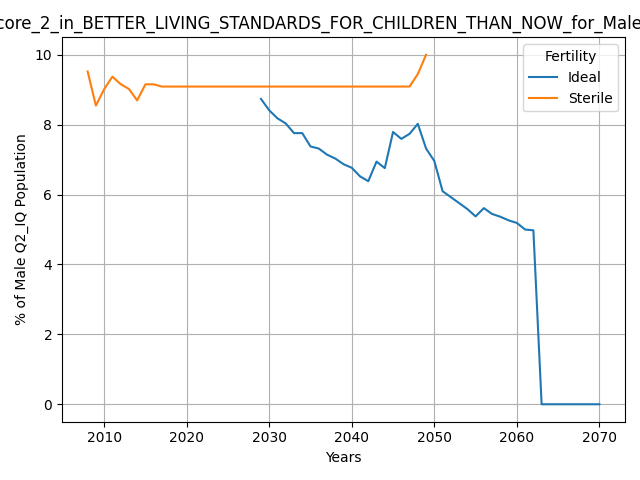 core_2_in_BETTER_LIVING_STANDARDS_FOR_CHILDREN_THAN_NOW_for_Male
Fertility
Ideal
Sterile
% of Male Q2_IQ Population
10
8
6
4
2
0
2010 2020 2030 2040 2050 2060 2070
Years